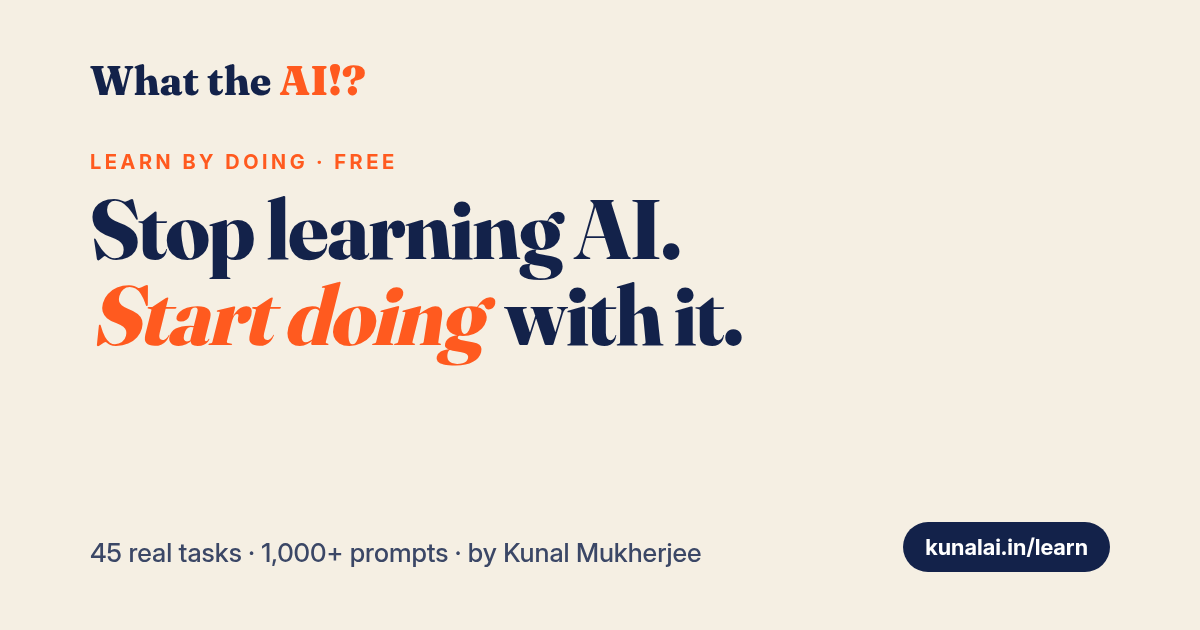 What the AI!?
LEARN BY DOING · FREE
Stop learning AI.
Start doing with it.
45 real tasks · 1,000+ prompts · by Kunal Mukherjee
kunalai.in/learn